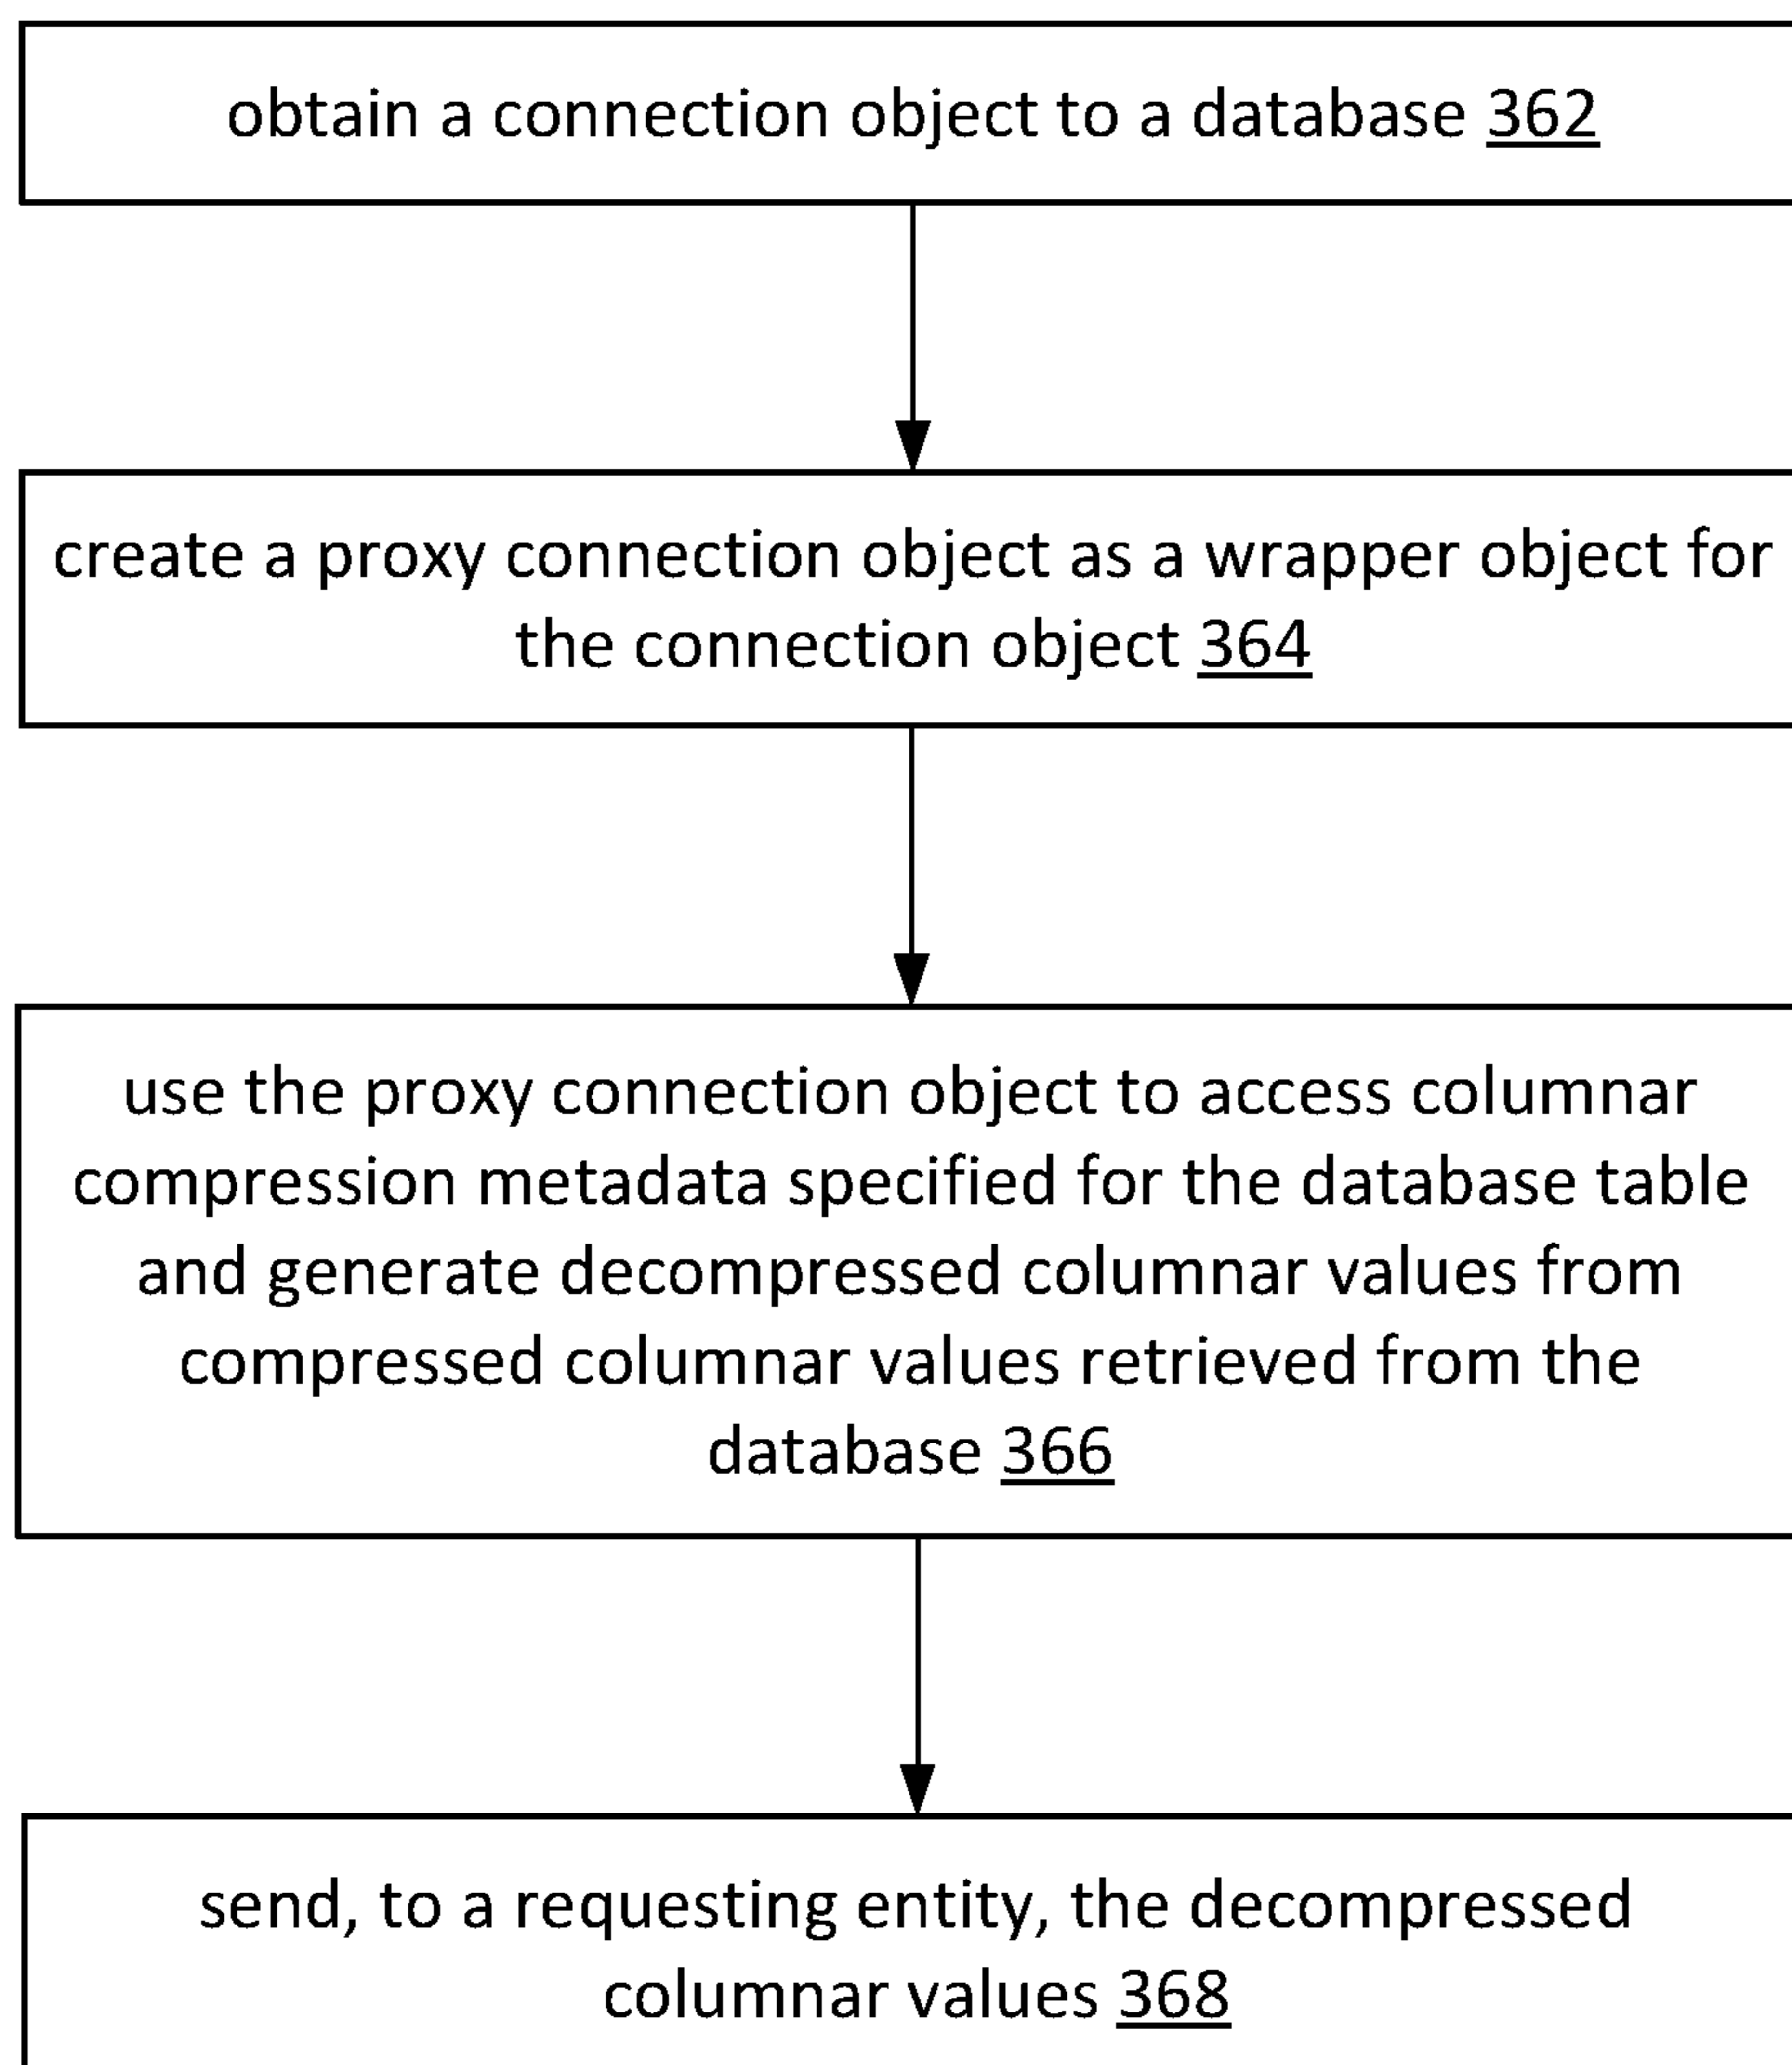 obtain a connection object to a database 362
create a proxy connection object as a wrapper object for
the connection object 364
use the proxy connection object to access columnar
compression metadata specified for the database table
and generate decompressed columnar values from
compressed columnar values retrieved from the
database 366
send, to a requesting entity, the decompressed
columnar values 368